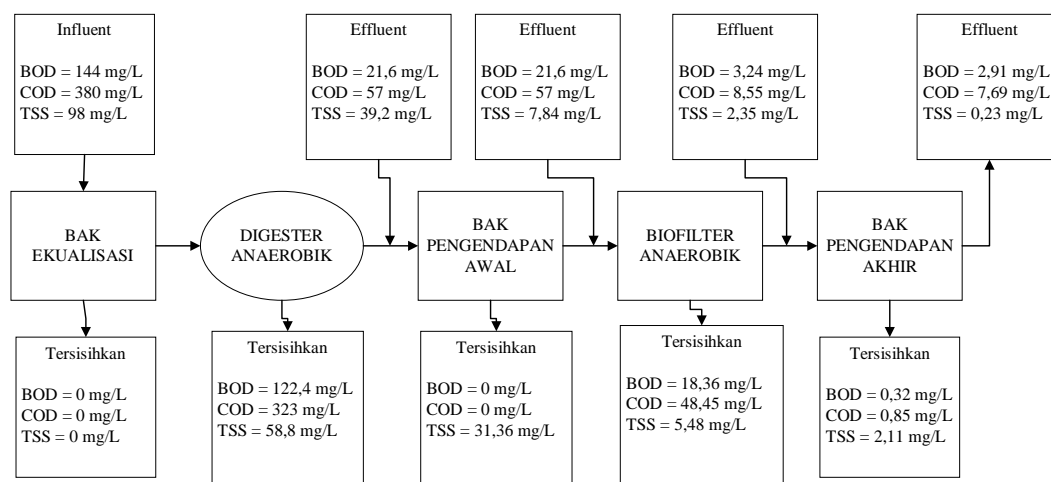 Influent
BOD = 144 mg/L
COD = 380 mg/L
TSS = 98 mg/L
Effluent
BOD = 21,6 mg/L
COD = 57 mg/L
TSS = 39,2 mg/L
Effluent
BOD = 21,6 mg/L
COD = 57 mg/L
TSS = 7,84 mg/L
Effluent
BOD = 3,24 mg/L
COD = 8,55 mg/L
TSS = 2,35 mg/L
Effluent
BOD = 2,91 mg/L
COD = 7,69 mg/L
TSS = 0,23 mg/L
BAK
EKUALISASI
DIGESTER
ANAEROBIK
BAK
PENGENDAPAN
AWAL
BIOFILTER
ANAEROBIK
BAK
PENGENDAPAN
AKHIR
Tersisihkan
BOD = 0 mg/L
COD = 0 mg/L
TSS = 0 mg/L
Tersisihkan
BOD = 122,4 mg/L
COD = 323 mg/L
TSS = 58,8 mg/L
Tersisihkan
BOD = 0 mg/L
COD = 0 mg/L
TSS = 31,36 mg/L
Tersisihkan
BOD = 18,36 mg/L
COD = 48,45 mg/L
TSS = 5,48 mg/L
Tersisihkan
BOD = 0,32 mg/L
COD = 0,85 mg/L
TSS = 2,11 mg/L